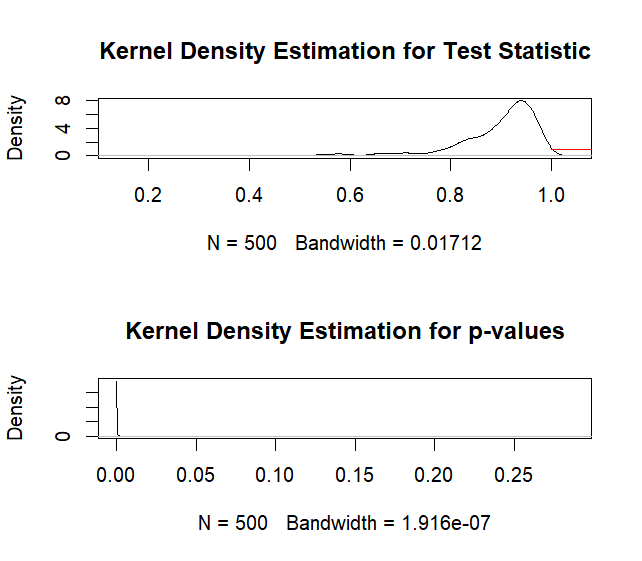 Kernel Density Estimation for Test Statistic
Density
8
4
0
0.2 0.4 0.6 0.8 1.0
N = 500 Bandwidth = 0.01712
Kernel Density Estimation for p-values
Density
0
0.00 0.05 0.10 0.15 0.20 0.25
N = 500 Bandwidth = 1.916e-07